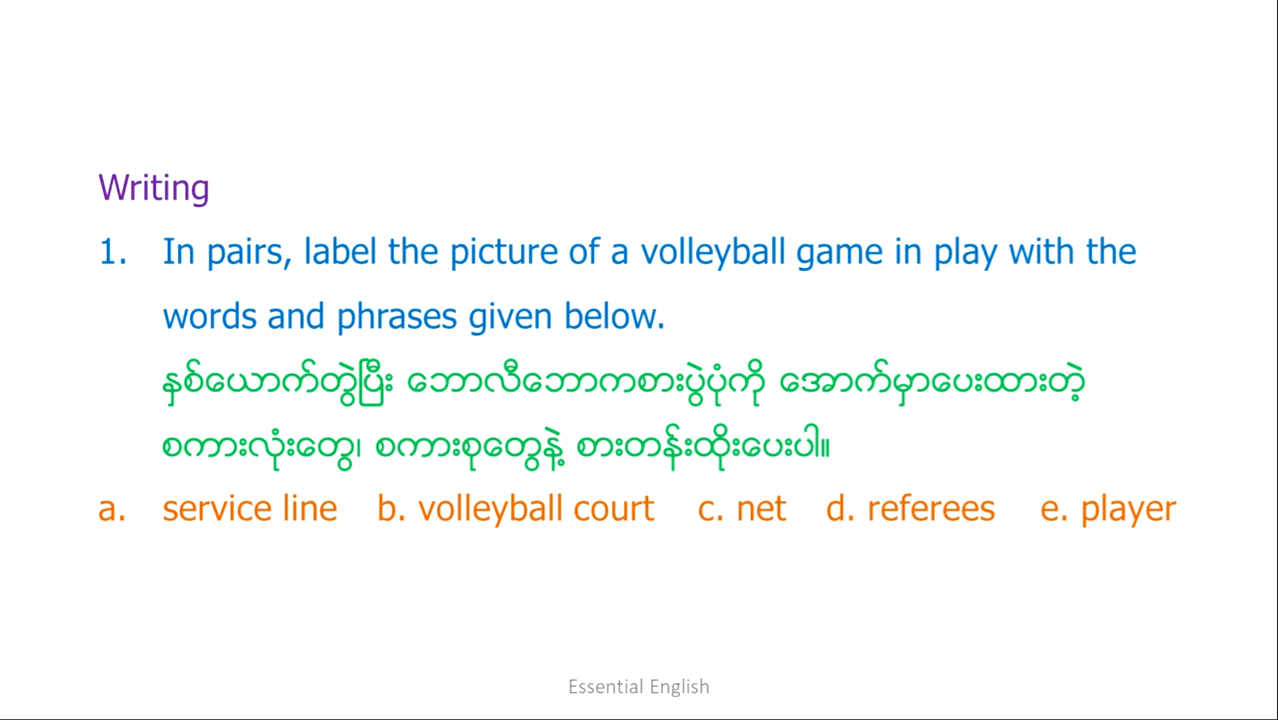 Writing
1. In pairs, label the picture of a volleyball game in play with the
words and phrases given below.
နှစ်ယောက်တွဲပြီး ဘောလီဘောကစားပွဲပုံကို အောက်မှာပေးထားတဲ့
စကားလုံးတွေ၊ စကားစုတွေနဲ့ စားတန်းထိုးပေးပါ။
a. service line b. volleyball court c. net d. referees e. player
Essential English